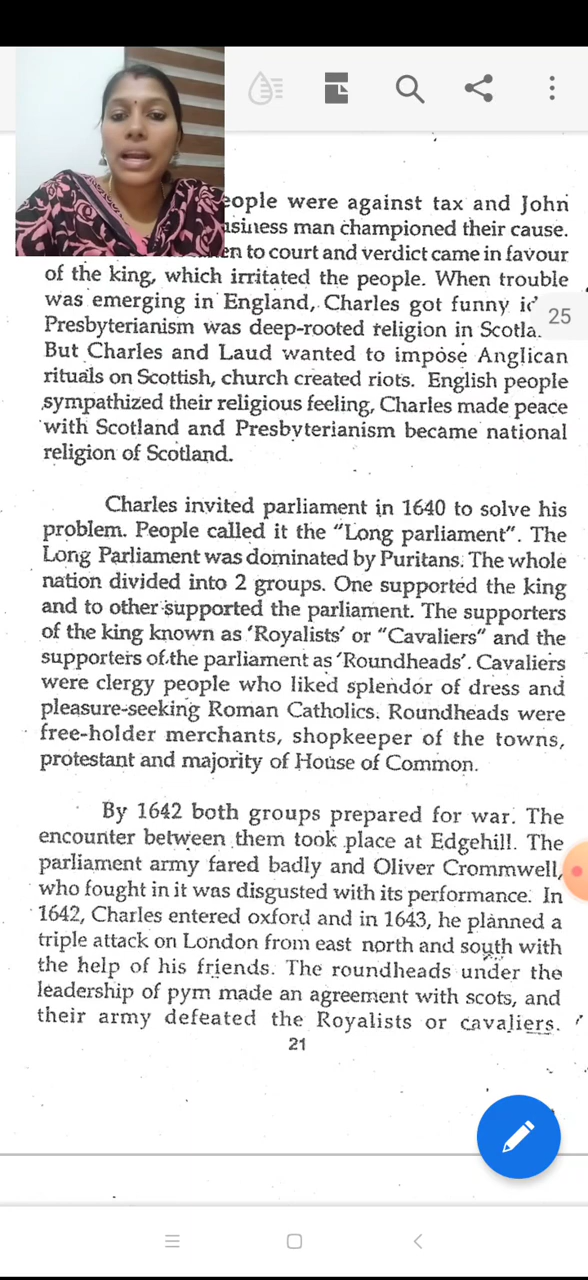 eople were against tax and John
usiness man championed their cause.
en to court and verdict came in favour
of the king, which irritated the people. When trouble
was emerging in England, Charles got funny
25
Presbyterianism was deep-rooted religion in
But Charles and Laud wanted to impose Anglican
rituals on Scottish, church created riots. English people
sympathized their religious feeling, Charles made peace
with Scotland and Presbyterianism became national
religion of Scotland.
Charles invited parliament in 1640 to solve his
problem. People called it the “Long parliament”. The
Long Parliament was dominated by Puritans. The whole
nation divided into 2 groups. One supported the king
and to other supported the parliament. The supporters
of the king known as ‘Royalists’ or “Cavaliers” and the
supporters of the parliament as ‘Roundheads’. Cavaliers
were clergy people who liked splendor of dress and
pleasure-seeking Roman Catholics. Roundheads were
free-holder merchants, shopkeeper of the towns,
protestant and majority of House of Common.
By 1642 both groups prepared for war. The
encounter between them took place at Edgehill. The
parliament army fared badly and Oliver Crommwell,
who fought in it was disgusted with its performance. In
1642, Charles entered oxford and in 1643, he planned a
triple attack on London from east north and south with
the help of his friends. The roundheads under the
leadership of pym made an agreement with scots, and
their army defeated the Royalists or cavaliers.
21